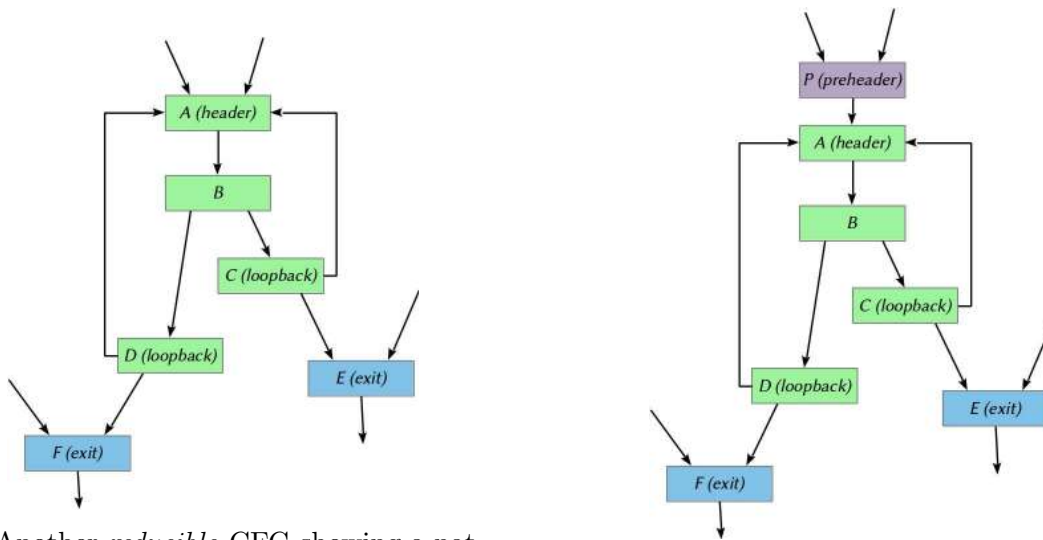 A (header)
B
C (loopback)
D (loopback)
E (exit)
F (exit)
Another reducible CFG showing a not
P (preheader)
A (header)
B
C (loopback)
D (loopback)
E (exit)
F (exit)